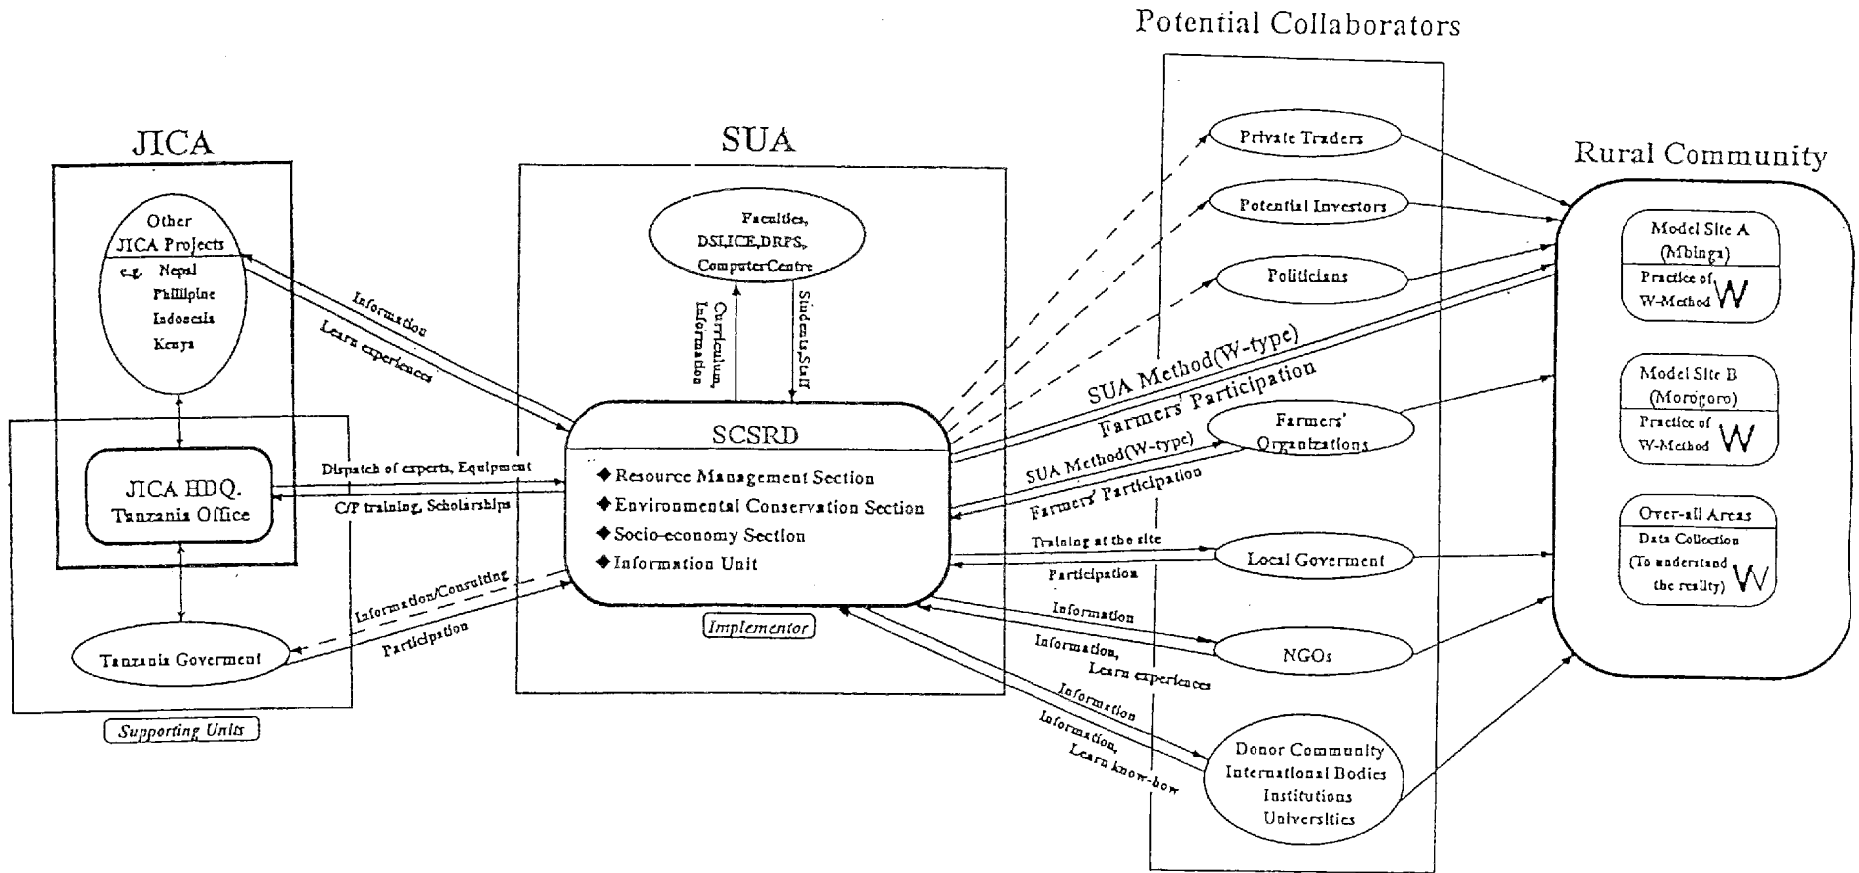 Potential Collaborators
JICA
SUA
Rural Community
Other
JICA Projects
e.g. Nepal
Phillipine
Indonesia
Kenya
JICA HDQ.
Tanzania Office
Tanzania Goverment
Supporting Units
Information
Learn experiences
Dispatch of experts, Equipment
C/P training, Scholarships
Information/Consulting
Participation
Faculties,
DSLICE,DRPS,
ComputerCentre
Curriculum,
Information
Students,Staff
SCSRD
◆ Resource Management Section
◆ Environmental Conservation Section
◆ Socio-economy Section
◆ Information Unit
Implementor
SUA Method(W-type)
Farmers' Participation
SUA Method(W-type)
Farmers' Participation
Training at the site
Participation
Information
Information,
Learn experiences
Information
Information,
Learn know-how
Private Traders
Potential Investors
Politicians
Farmers'
Organizations
Local Goverment
NGOs
Donor Community
International Bodies
Institutions
Universities
Model Site A
(Mbinga)
Practice of
W-Method W
Model Site B
(Morogoro)
Practice of
W-Method W
Over-all Areas
Data Collection
(To understand
the reality) W